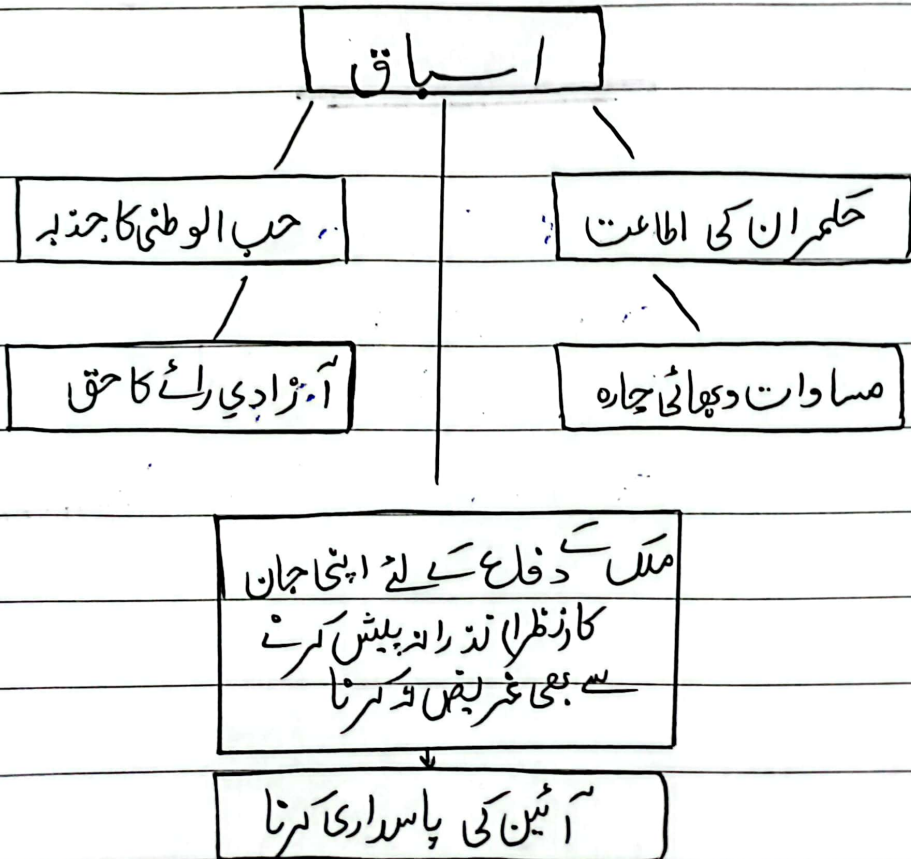 اسباق
حکمران کی اطاعت
حب الوطنی کا جذبہ
مساوات و بھائی چارہ
آزادی رائے کا حق
ملک کے دفاع کے لئے اپنی جان
کا نذرانہ پیش کرنے
سے بھی غریض نہ کرنا
آئین کی پاسداری کرنا